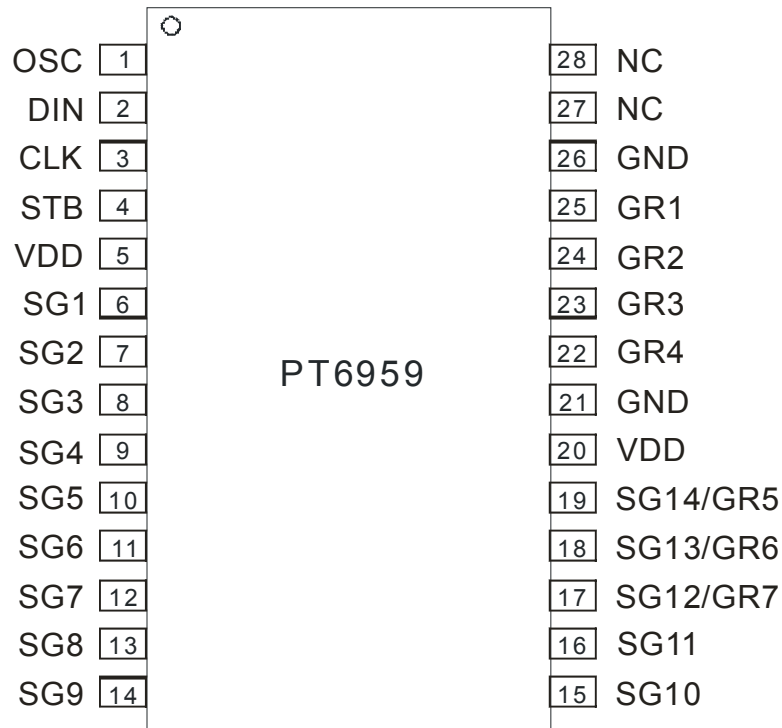 OSC 1 28 NC
DIN 2 27 NC
CLK 3 26 GND
STB 4 25 GR1
VDD 5 24 GR2
SG1 6 23 GR3
SG2 7 22 GR4
PT6959
SG3 8 21 GND
SG4 9 20 VDD
SG5 10 19 SG14/GR5
SG6 11 18 SG13/GR6
SG7 12 17 SG12/GR7
SG8 13 16 SG11
SG9 14 15 SG10